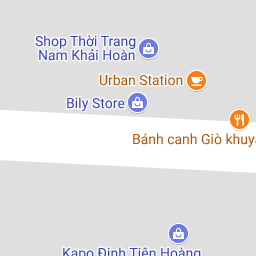 Shop Thời Trang
Nam Khải Hoàn
Urban Station
Bily Store
Bánh canh Giò
Kapo Đinh Tiên Hoàng